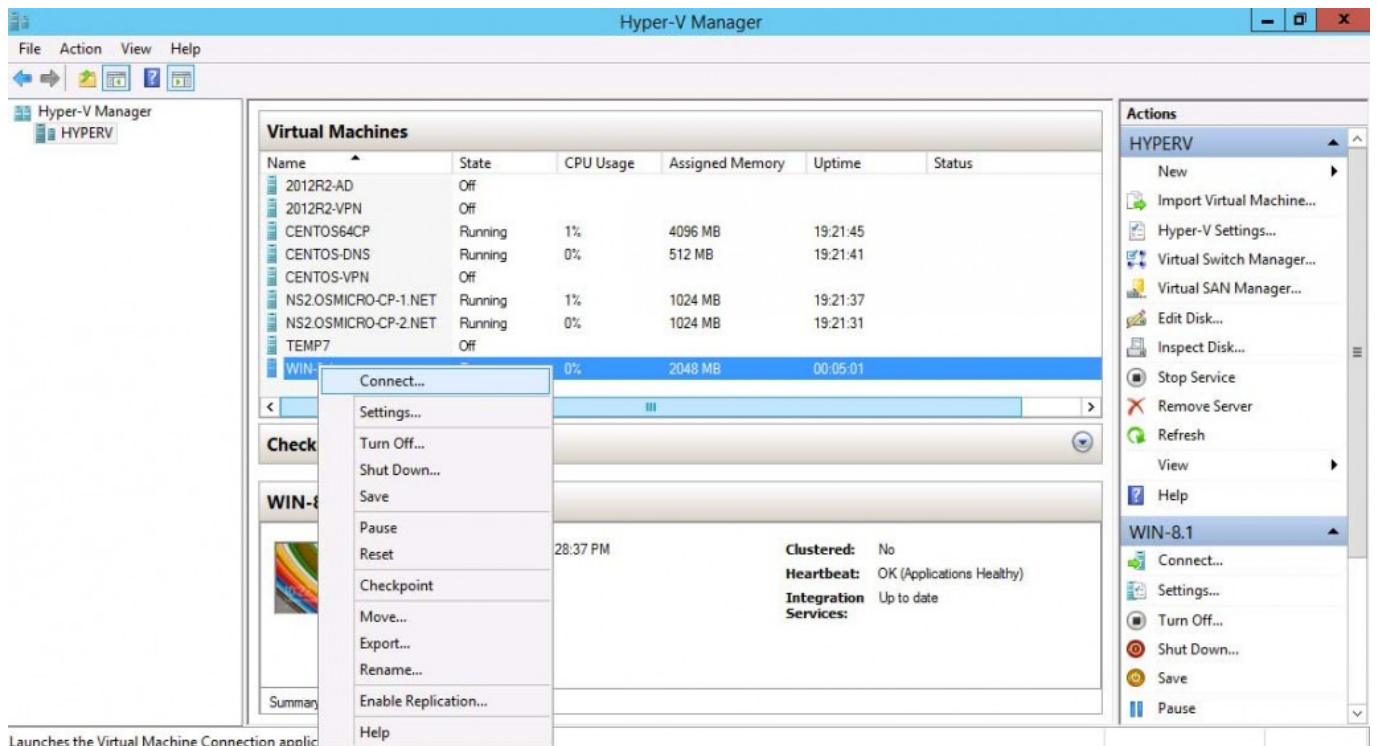 Hyper-V Manager
File Action View Help
Hyper-V Manager
HYPERV
Virtual Machines
Name State CPU Usage Assigned Memory Uptime Status
2012R2-AD Off
2012R2-VPN Off
CENTOS64CP Running 1% 4096 MB 19:21:45
CENTOS-DNS Running 0% 512 MB 19:21:41
CENTOS-VPN Off
NS2.OSMICRO-CP-1.NET Running 1% 1024 MB 19:21:37
NS2.OSMICRO-CP-2.NET Running 0% 1024 MB 19:21:31
TEMP7 Off
WIN- 0% 2048 MB 00:05:01
Connect...
Settings...
Turn Off...
Shut Down...
Save
Pause
Reset
Checkpoint
Move...
Export...
Rename...
Enable Replication...
Help
Check
WIN-8
28:37 PM
Clustered: No
Heartbeat: OK (Applications Healthy)
Integration Services: Up to date
Summary
Actions
HYPERV
New
Import Virtual Machine...
Hyper-V Settings...
Virtual Switch Manager...
Virtual SAN Manager...
Edit Disk...
Inspect Disk...
Stop Service
Remove Server
Refresh
View
Help
WIN-8.1
Connect...
Settings...
Turn Off...
Shut Down...
Save
Pause
Launches the Virtual Machine Connection applic